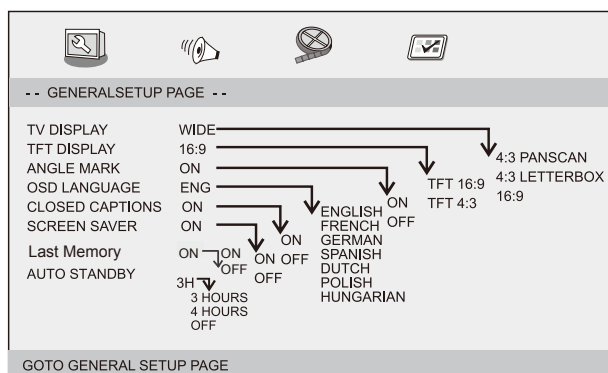 -- GENERALSETUP PAGE --
TV DISPLAY WIDE
TFT DISPLAY 16:9
ANGLE MARK ON
OSD LANGUAGE ENG
CLOSED CAPTIONS ON
SCREEN SAVER ON
Last Memory ON
AUTO STANDBY 3H
4:3 PANSCAN
4:3 LETTERBOX
16:9
TFT 16:9
TFT 4:3
ON
OFF
ENGLISH
FRENCH
GERMAN
SPANISH
DUTCH
POLISH
HUNGARIAN
ON
OFF
ON
OFF
ON
OFF
3 HOURS
4 HOURS
OFF
GOTO GENERAL SETUP PAGE